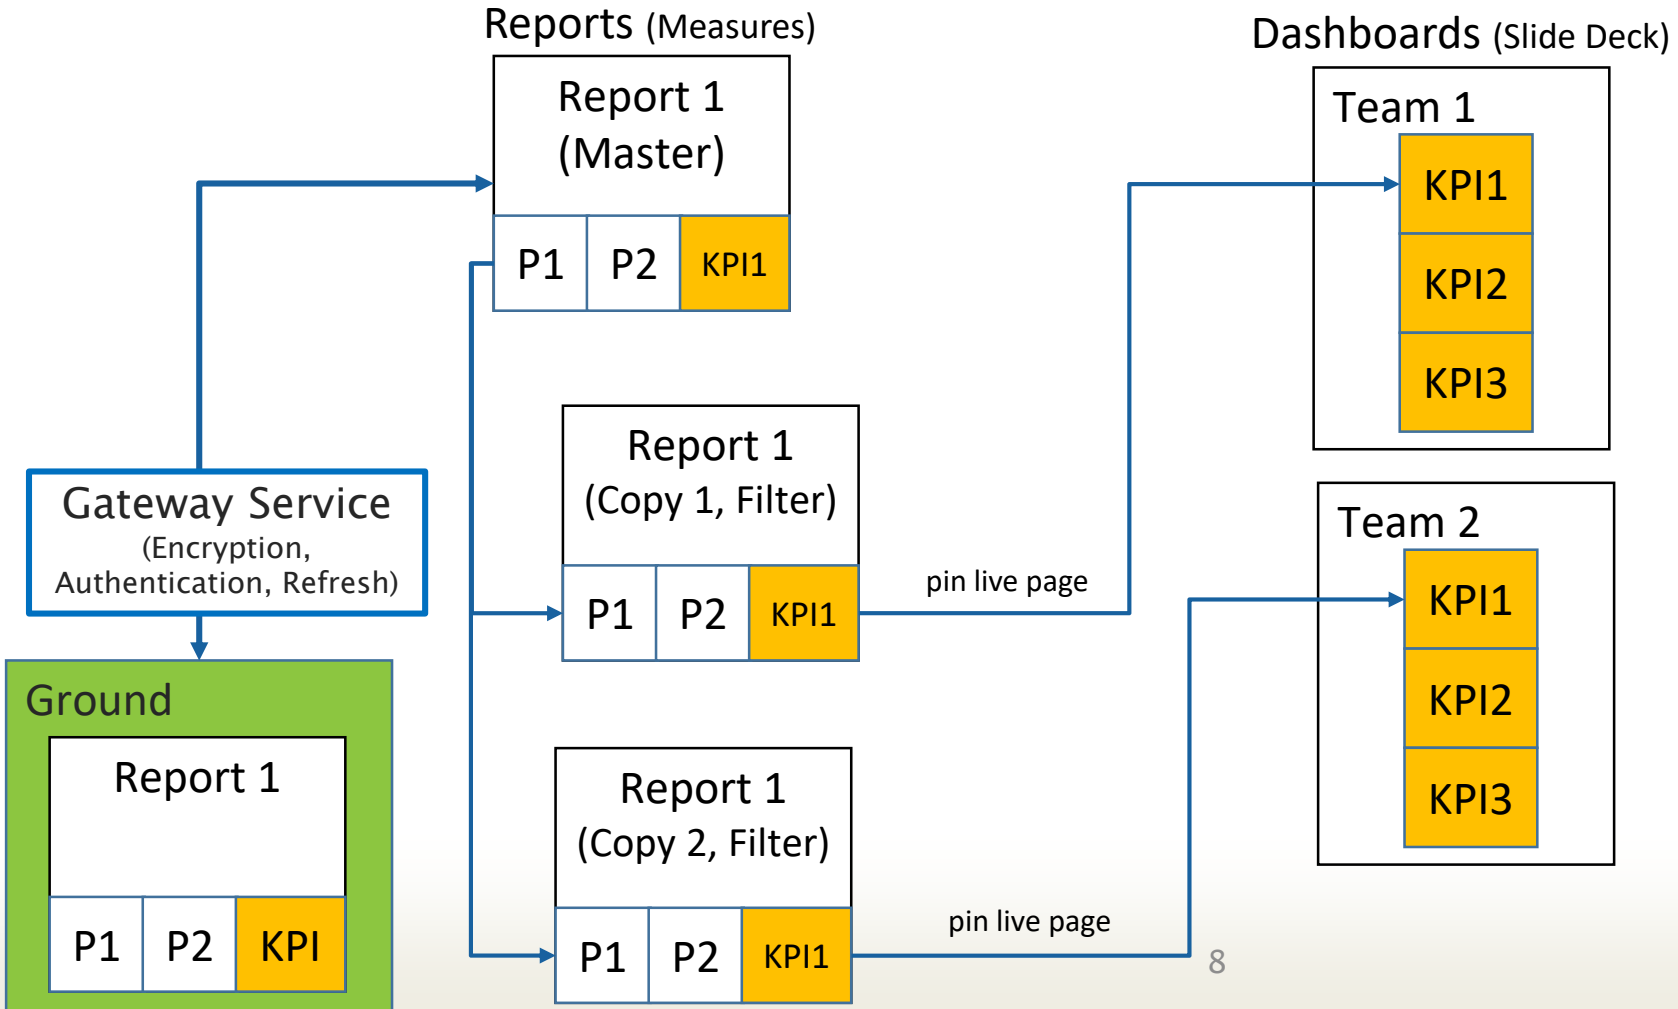 Reports (Measures)
Report 1
(Master)
P1 P2 KPI1
Dashboards (Slide Deck)
Team 1
KPI1
KPI2
KPI3
Gateway Service
(Encryption,
Authentication, Refresh)
Report 1
(Copy 1, Filter)
P1 P2 KPI1
pin live page
Team 2
KPI1
KPI2
KPI3
Ground
Report 1
P1 P2 KPI
Report 1
(Copy 2, Filter)
P1 P2 KPI1
pin live page
8